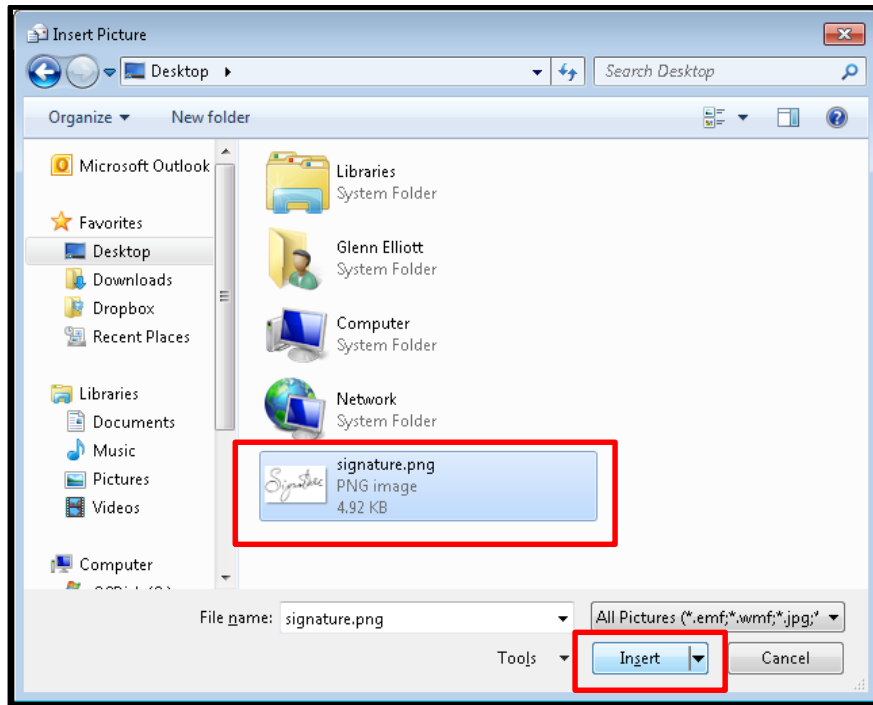 Insert Picture
Desktop
Search Desktop
Organize
New folder
Microsoft Outlook
Favorites
Desktop
Downloads
Dropbox
Recent Places
Libraries
Documents
Music
Pictures
Videos
Computer
Libraries
System Folder
Glenn Elliott
System Folder
Computer
System Folder
Network
System Folder
Signature
signature.png
PNG image
4.92 KB
File name:
signature.png
All Pictures (*.emf;*.wmf;*.jpg;*
Tools
Insert
Cancel